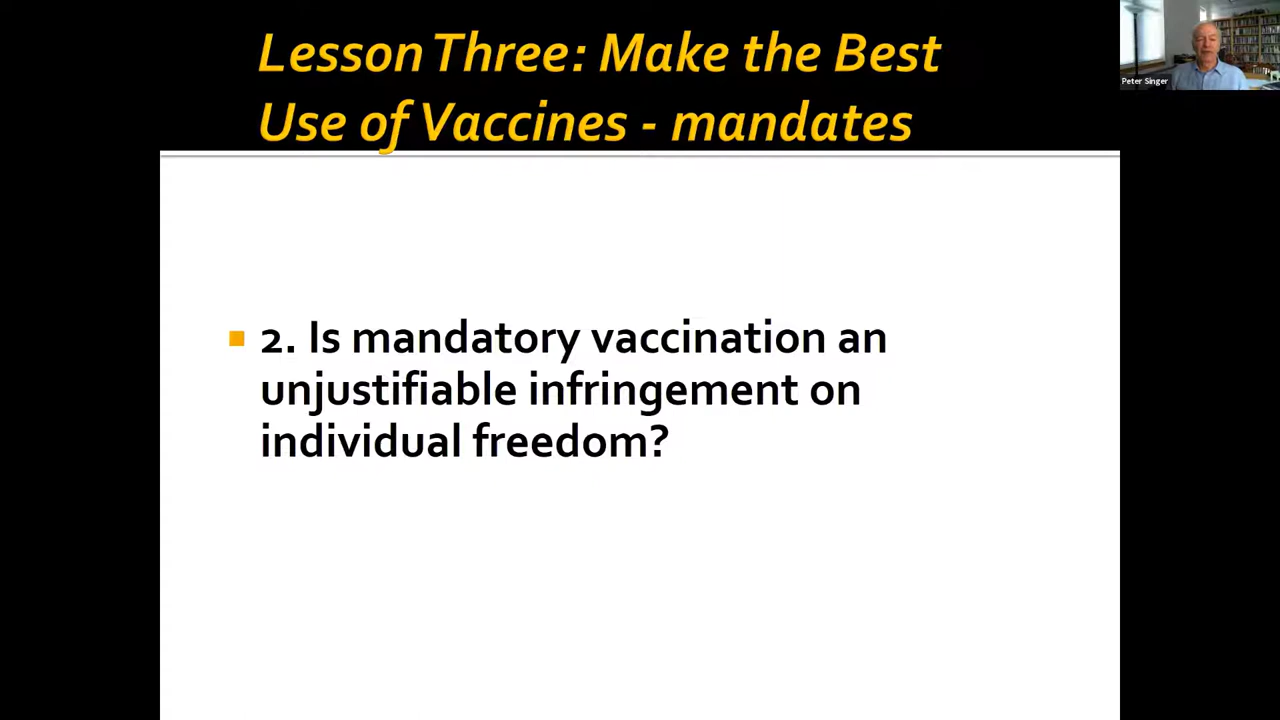 Lesson Three: Make the Best
Use of Vaccines - mandates
Peter Singer
2. Is mandatory vaccination an
unjustifiable infringement on
individual freedom?